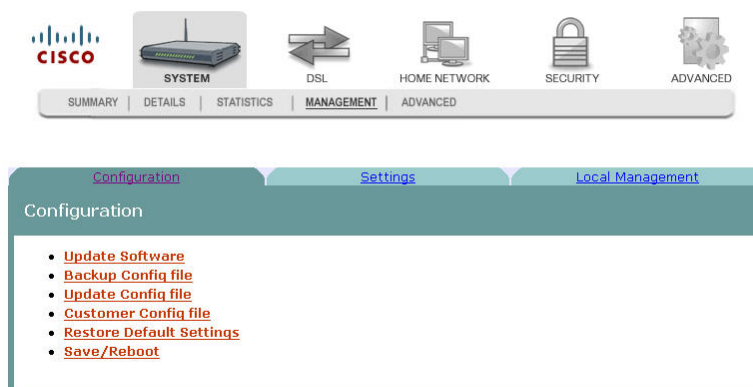 CISCO
SYSTEM DSL HOME NETWORK SECURITY ADVANCED
SUMMARY | DETAILS | STATISTICS | MANAGEMENT | ADVANCED
Configuration Settings Local Management
Configuration
• Update Software
• Backup Config file
• Update Config file
• Customer Config file
• Restore Default Settings
• Save/Reboot